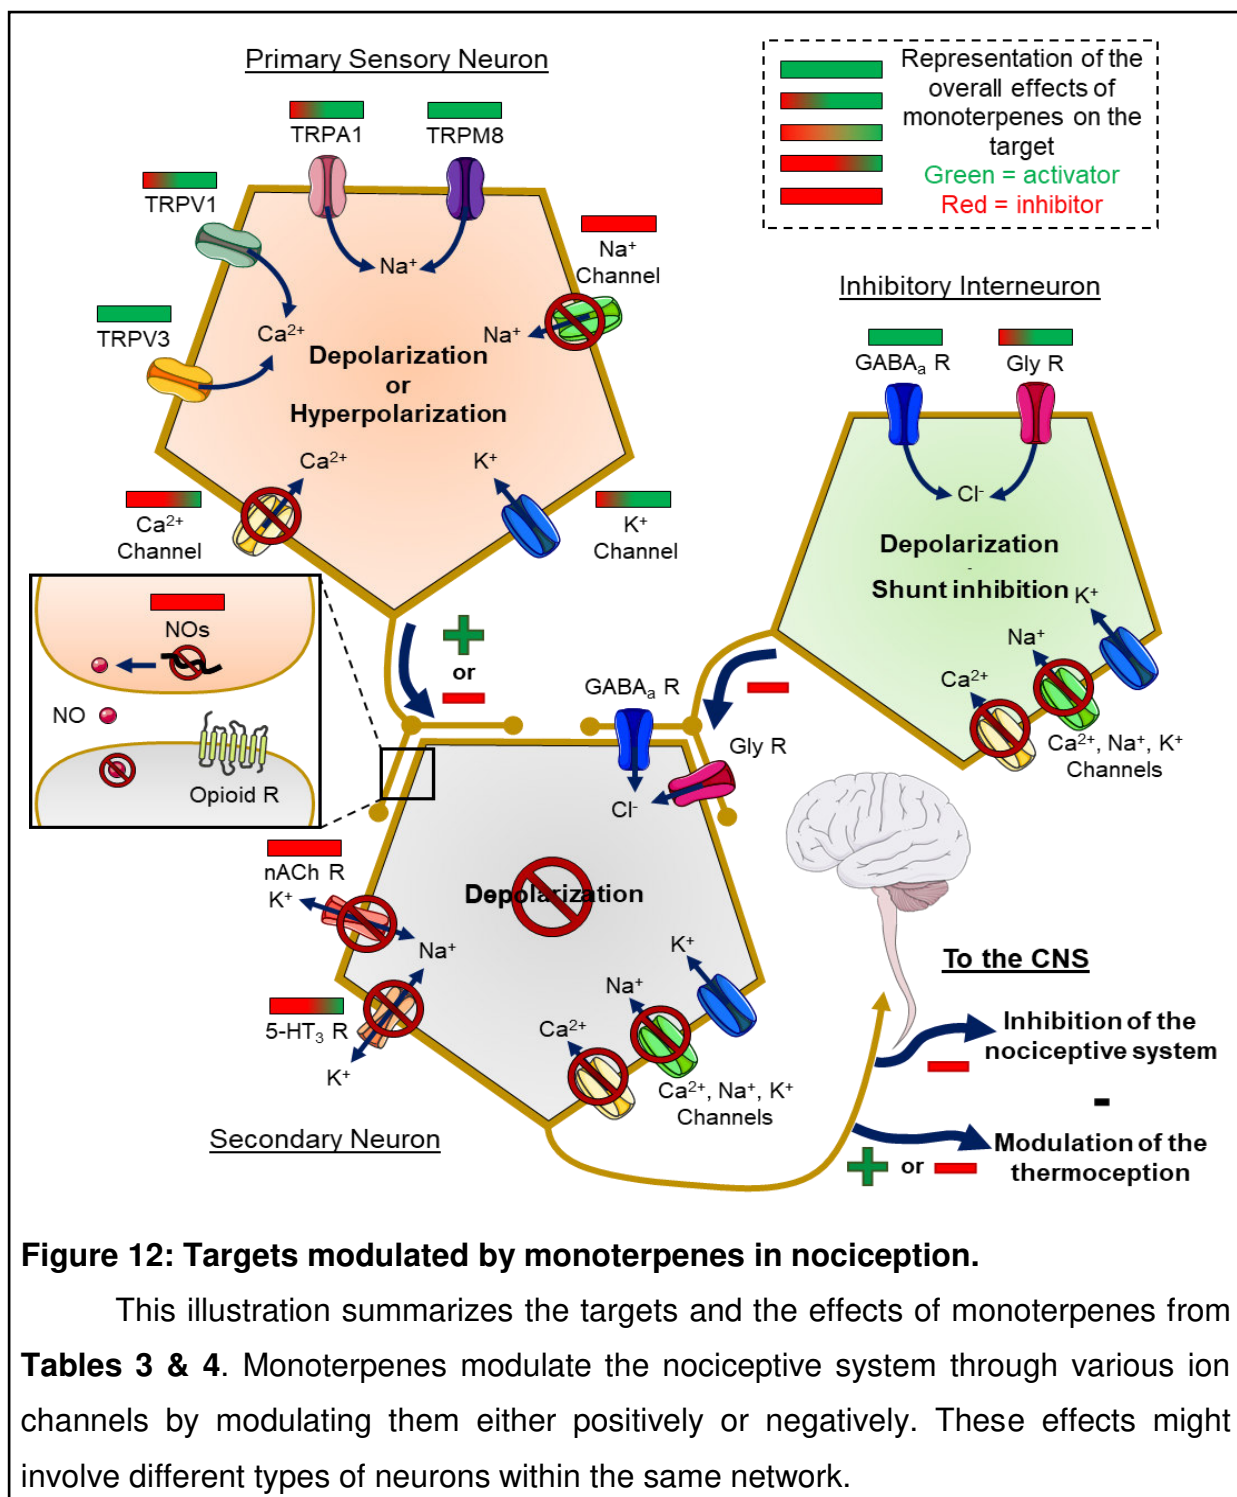 Primary Sensory Neuron
TRPA1
TRPM8
TRPV1
Na⁺
Na⁺
Channel
TRPV3
Ca²⁺
Na⁺
Depolarization
or
Hyperpolarization
Ca²⁺
K⁺
Ca²⁺
Channel
K⁺
Channel
Representation of the
overall effects of
monoterpenes on the
target
Green = activator
Red = inhibitor
Inhibitory Interneuron
GABAₐ R
Gly R
Cl⁻
Depolarization
-
Shunt inhibition
K⁺
Na⁺
Ca²⁺
Ca²⁺, Na⁺, K⁺
Channels
NOs
NO
Opioid R
or
GABAₐ R
Gly R
Cl⁻
nACh R
K⁺
Na⁺
Depolarization
5-HT₃ R
K⁺
K⁺
Na⁺
Ca²⁺
Ca²⁺, Na⁺, K⁺
Channels
Secondary Neuron
To the CNS
Inhibition of the
nociceptive system
-
Modulation of the
thermoception
or
Figure 12: Targets modulated by monoterpenes in nociception.
This illustration summarizes the targets and the effects of monoterpenes from
Tables 3 & 4. Monoterpenes modulate the nociceptive system through various ion
channels by modulating them either positively or negatively. These effects might
involve different types of neurons within the same network.